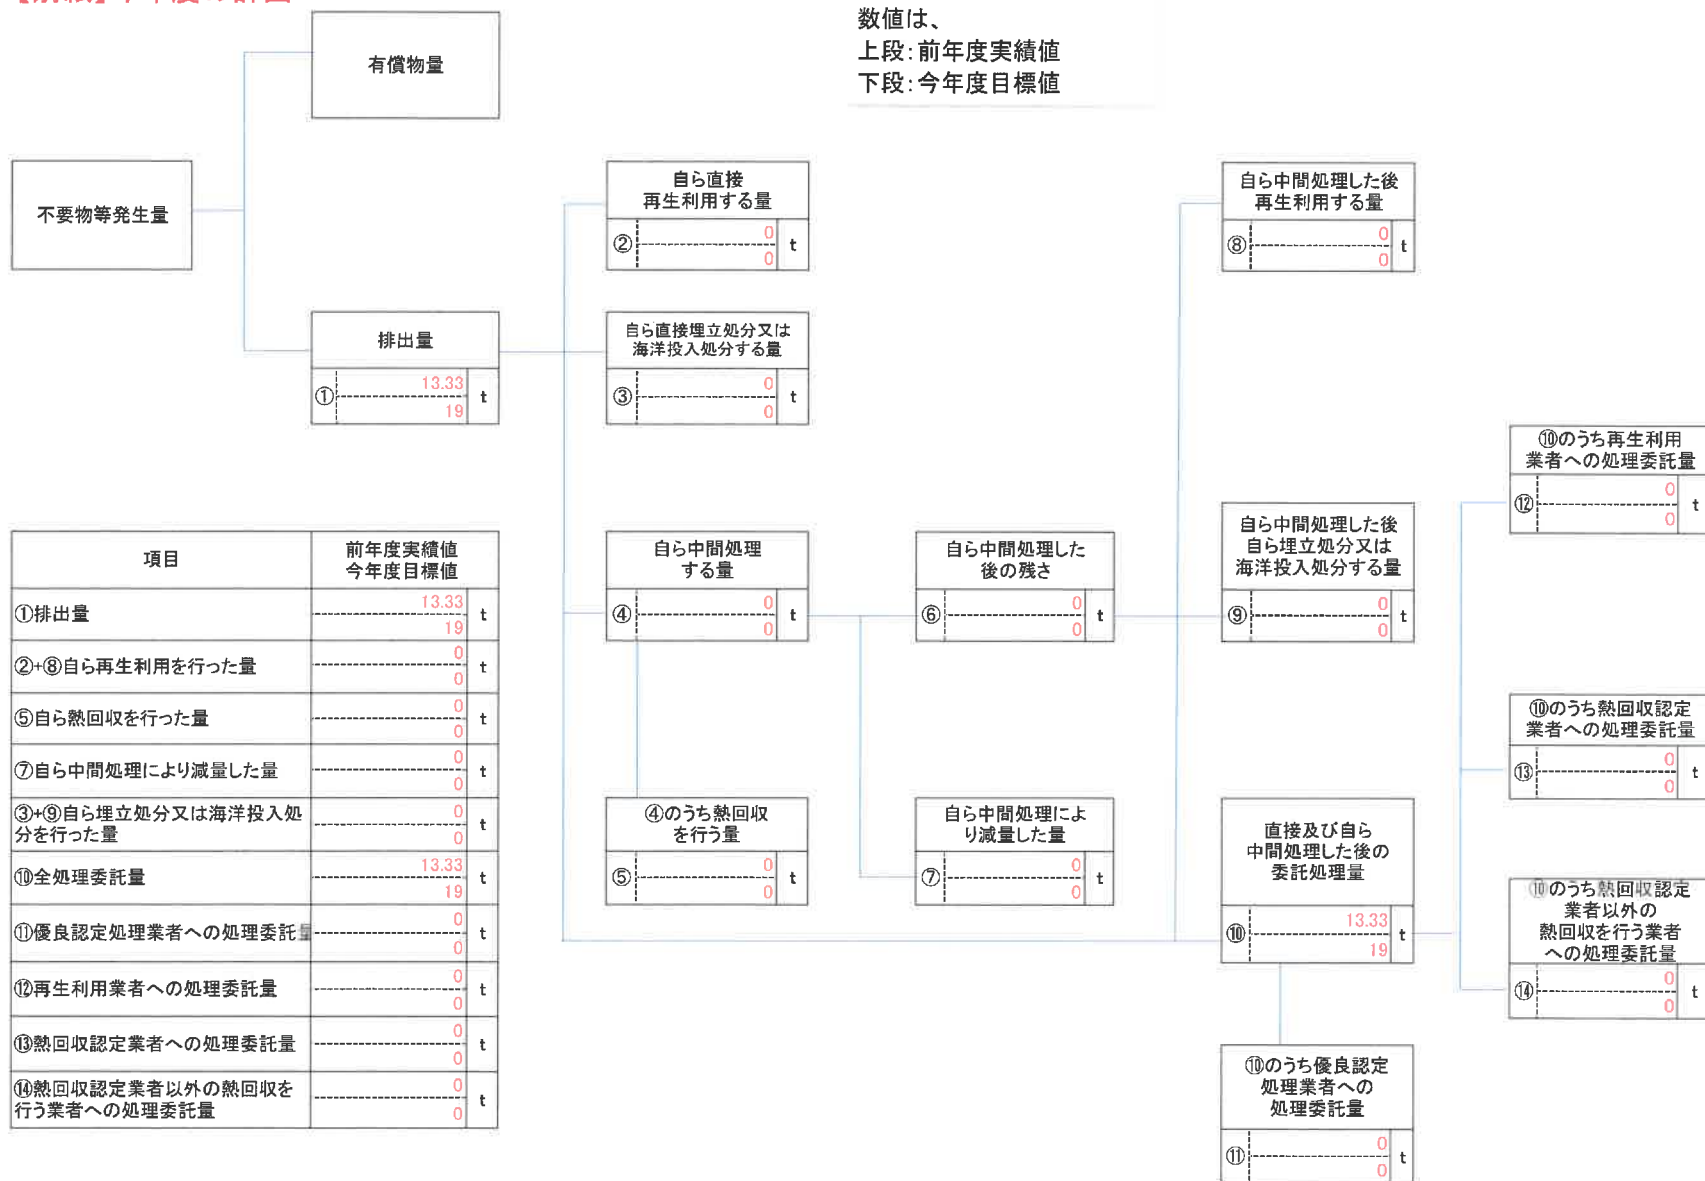 数値は、
上段:前年度実績値
下段:今年度目標値
有償物量
不要物等発生量
排出量
① 13.33 t
19
自ら直接
再生利用する量
② 0 t
0
自ら直接埋立処分又は
海洋投入処分する量
③ 0 t
0
自ら中間処理
する量
④ 0 t
0
④のうち熱回収
を行う量
⑤ 0 t
0
自ら中間処理した
後の残さ
⑥ 0 t
0
自ら中間処理によ
り減量した量
⑦ 0 t
0
自ら中間処理した後
再生利用する量
⑧ 0 t
0
自ら中間処理した後
自ら埋立処分又は
海洋投入処分する量
⑨ 0 t
0
直接及び自ら
中間処理した後の
委託処理量
⑩ 13.33 t
19
⑩のうち優良認定
処理業者への
処理委託量
⑪ 0 t
0
⑩のうち再生利用
業者への処理委託量
⑫ 0 t
0
⑩のうち熱回収認定
業者への処理委託量
⑬ 0 t
0
⑩のうち熱回収認定
業者以外の
熱回収を行う業者
への処理委託量
⑭ 0 t
0
項目 前年度実績値
今年度目標値
①排出量 13.33 t
19
②+⑧自ら再生利用を行った量 0 t
0
⑤自ら熱回収を行った量 0 t
0
⑦自ら中間処理により減量した量 0 t
0
③+⑨自ら埋立処分又は海洋投入処
分を行った量 0 t
0
⑩全処理委託量 13.33 t
19
⑪優良認定処理業者への処理委託量 0 t
0
⑫再生利用業者への処理委託量 0 t
0
⑬熱回収認定業者への処理委託量 0 t
0
⑭熱回収認定業者以外の熱回収を
行う業者への処理委託量 0 t
0